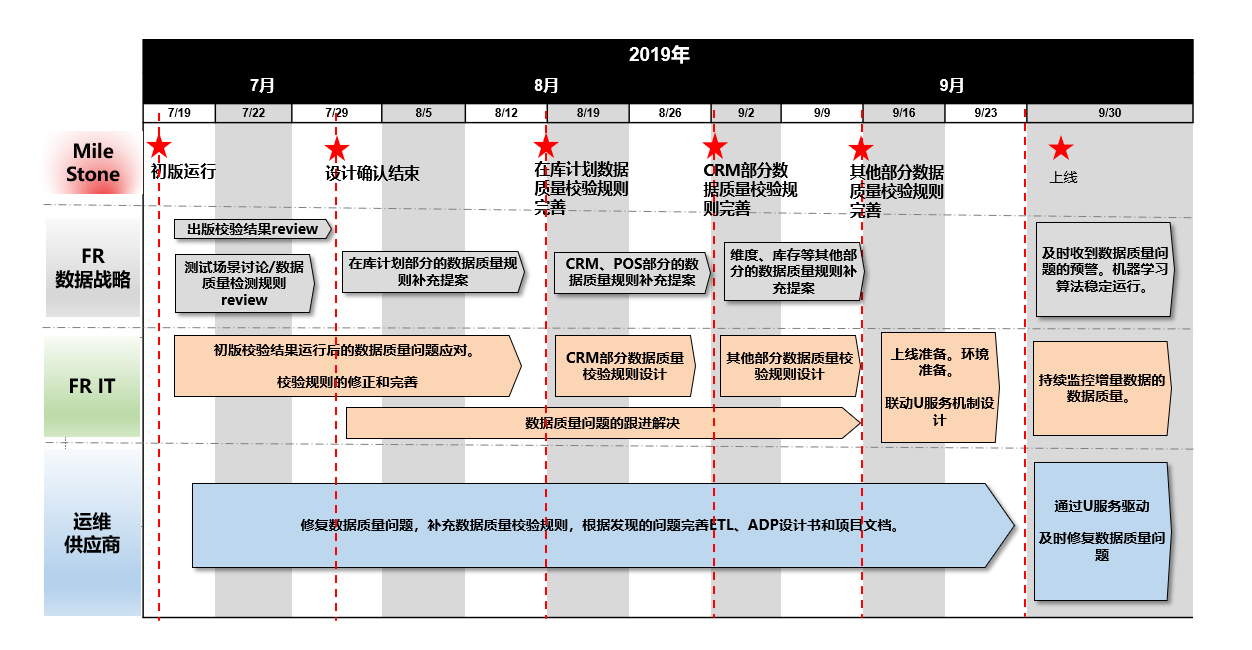 2019年
7月
8月
9月
7/19
7/22
7/29
8/5
8/12
8/19
8/26
9/2
9/9
9/16
9/23
9/30
Mile
Stone
初版运行
设计确认结束
在库计划数据
质量校验规则
完善
CRM部分数
据质量校验规
则完善
其他部分数据
质量校验规则
完善
上线
FR
数据战略
出版校验结果review
测试场景讨论/数据
质量检测规则
review
在库计划部分的数据质量规
则补充提案
CRM、POS部分的数
据质量规则补充提案
维度、库存等其他部
分的数据质量规则补
充提案
及时收到数据质量问
题的预警。机器学习
算法稳定运行。
FR IT
初版校验结果运行后的数据质量问题应对。
校验规则的修正和完善
CRM部分数据质量
校验规则设计
其他部分数据质量校
验规则设计
上线准备。环境
准备。
联动U服务机制设
计
持续监控增量数据的
数据质量。
数据质量问题的跟进解决
运维
供应商
修复数据质量问题，补充数据质量校验规则，根据发现的问题完善ETL、ADP设计书和项目文档。
通过U服务驱动
及时修复数据质量问
题